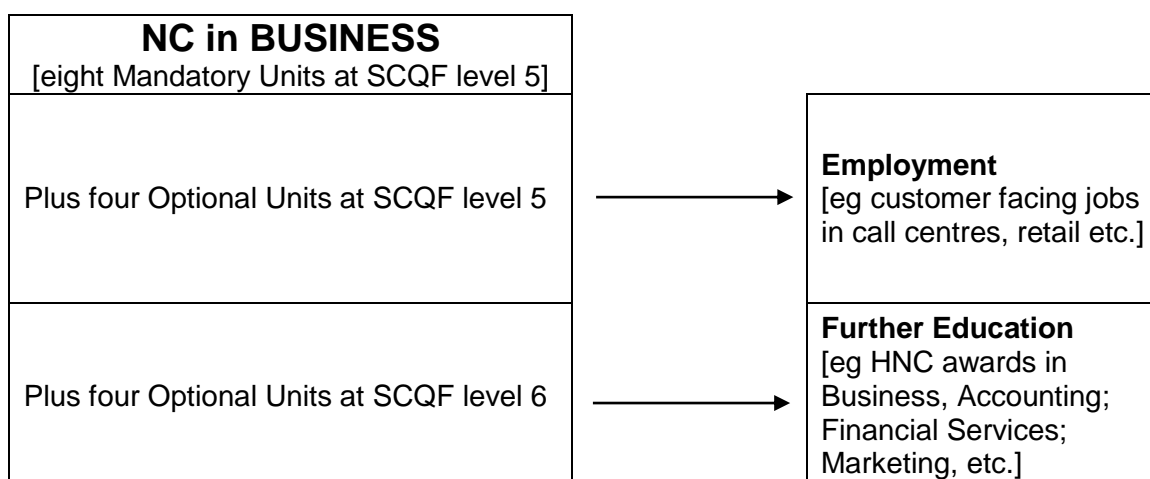 NC in BUSINESS
[eight Mandatory Units at SCQF level 5]
Plus four Optional Units at SCQF level 5
Employment
[eg customer facing jobs
in call centres, retail etc.]
Plus four Optional Units at SCQF level 6
Further Education
[eg HNC awards in
Business, Accounting;
Financial Services;
Marketing, etc.]